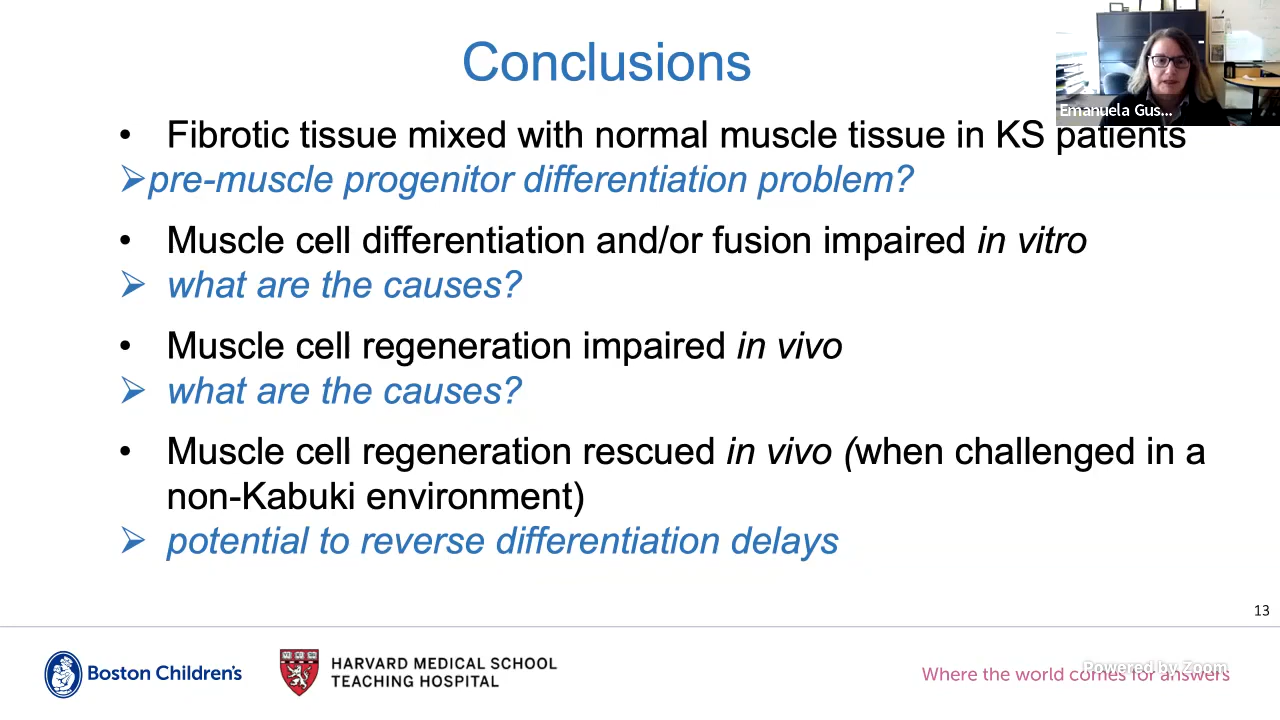 Conclusions
Emanuela Gus...
• Fibrotic tissue mixed with normal muscle tissue in KS patients
➢pre-muscle progenitor differentiation problem?
• Muscle cell differentiation and/or fusion impaired in vitro
➢ what are the causes?
• Muscle cell regeneration impaired in vivo
➢ what are the causes?
• Muscle cell regeneration rescued in vivo (when challenged in a
non-Kabuki environment)
➢ potential to reverse differentiation delays
13
Boston Children's
HARVARD MEDICAL SCHOOL
TEACHING HOSPITAL
Where the world comes for answers
Powered by Zoom